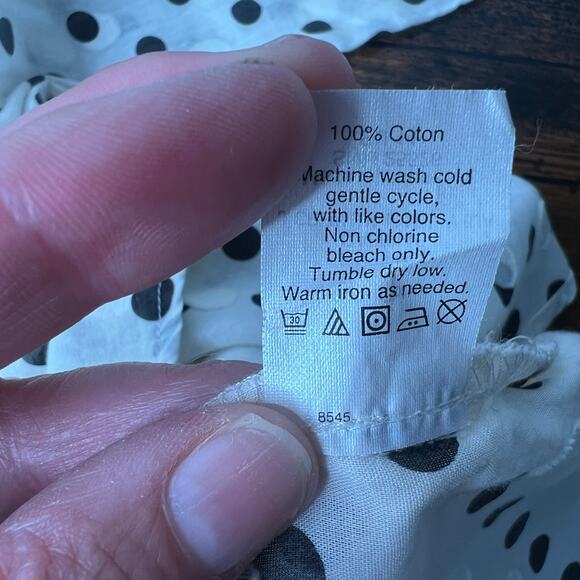 100% Coton
Machine wash cold
gentle cycle,
with like colors.
Non chlorine
bleach only.
Tumble dry low.
Warm iron as needed.
30
8545